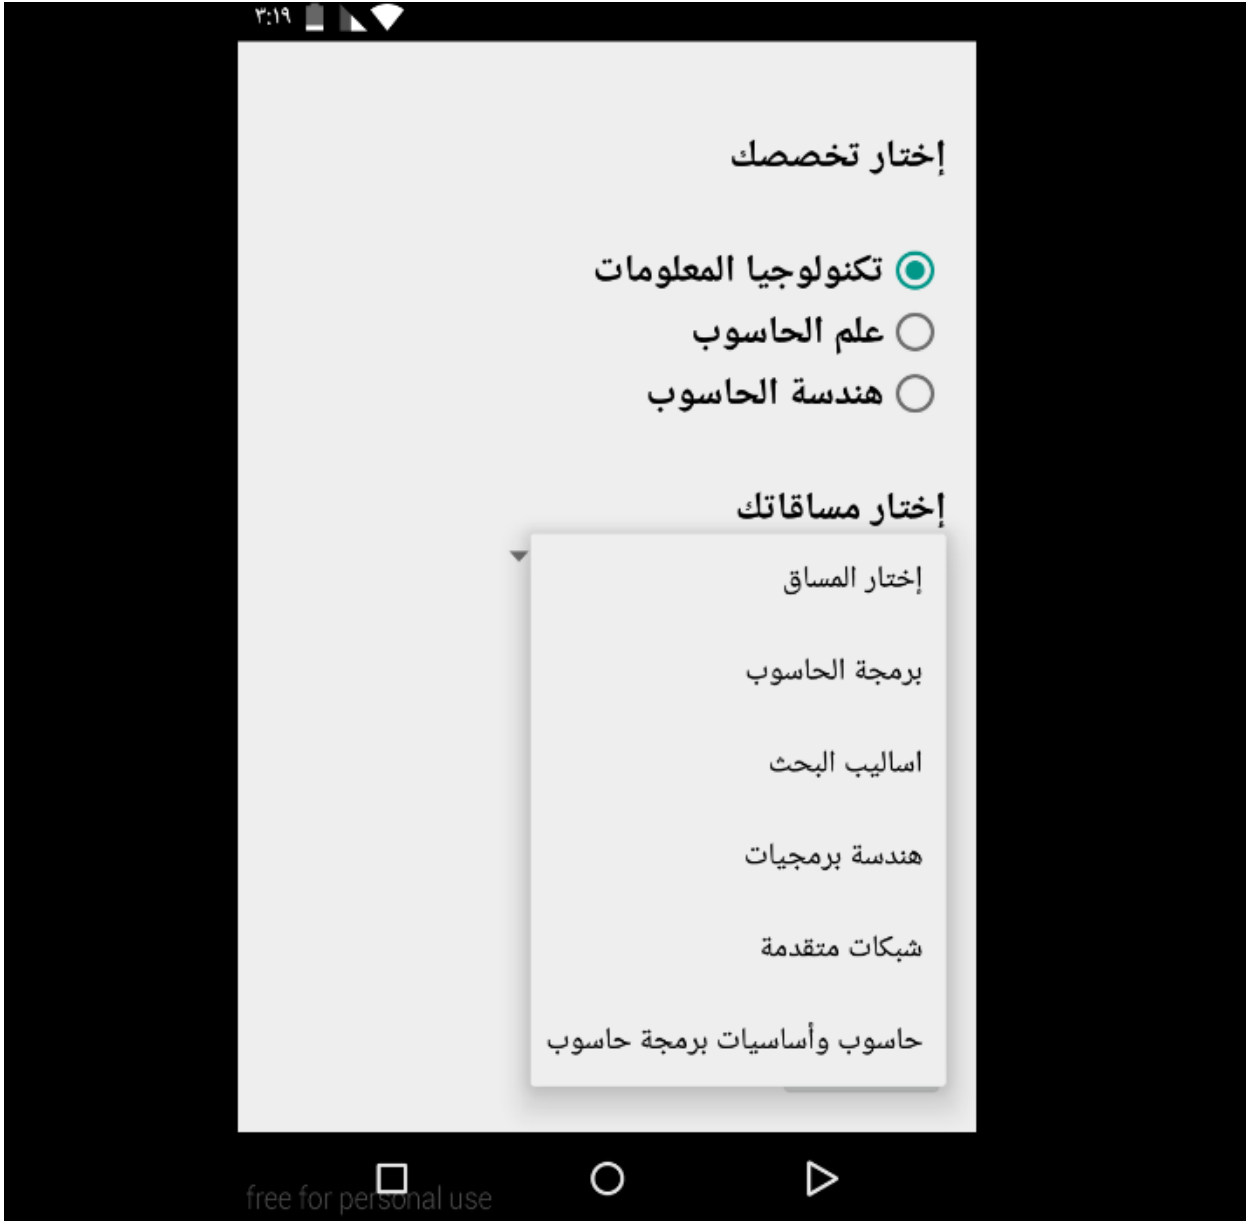 ٣:١٩
إختار تخصصك
تكنولوجيا المعلومات
علم الحاسوب
هندسة الحاسوب
إختار مساقاتك
إختار المساق
برمجة الحاسوب
اساليب البحث
هندسة برمجيات
شبكات متقدمة
حاسوب وأساسيات برمجة حاسوب
free for personal use